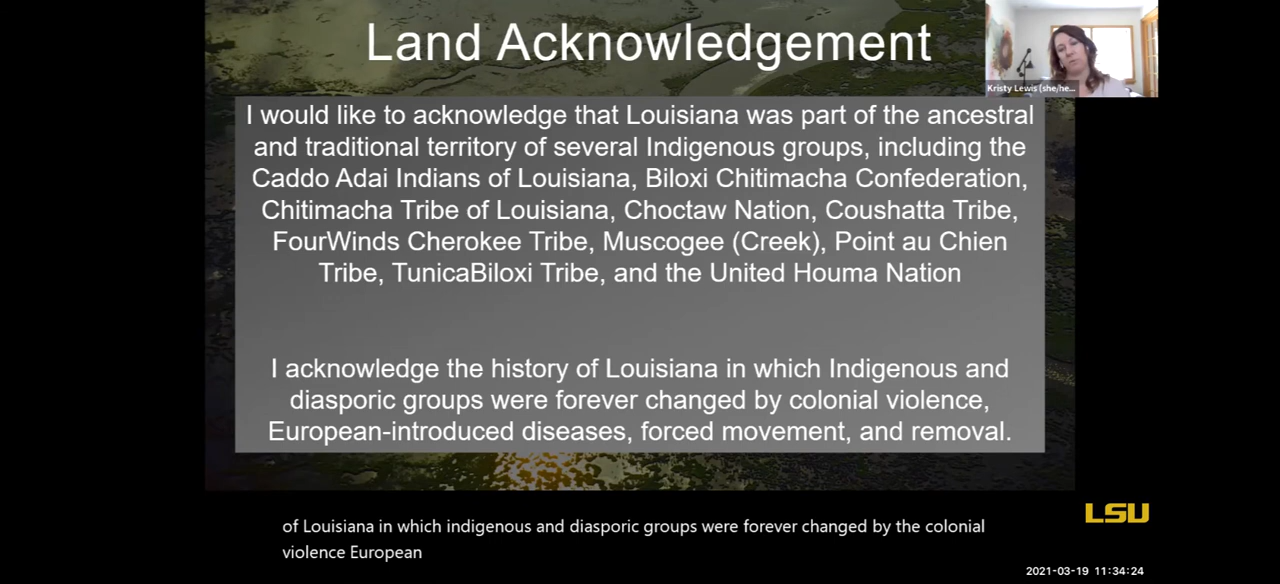 Land Acknowledgement
Kristy Lewis (she/he...
I would like to acknowledge that Louisiana was part of the ancestral
and traditional territory of several Indigenous groups, including the
Caddo Adai Indians of Louisiana, Biloxi Chitimacha Confederation,
Chitimacha Tribe of Louisiana, Choctaw Nation, Coushatta Tribe,
FourWinds Cherokee Tribe, Muscogee (Creek), Point au Chien
Tribe, TunicaBiloxi Tribe, and the United Houma Nation
I acknowledge the history of Louisiana in which Indigenous and
diasporic groups were forever changed by colonial violence,
European-introduced diseases, forced movement, and removal.
of Louisiana in which indigenous and diasporic groups were forever changed by the colonial
violence European
LSU
2021-03-19 11:34:24